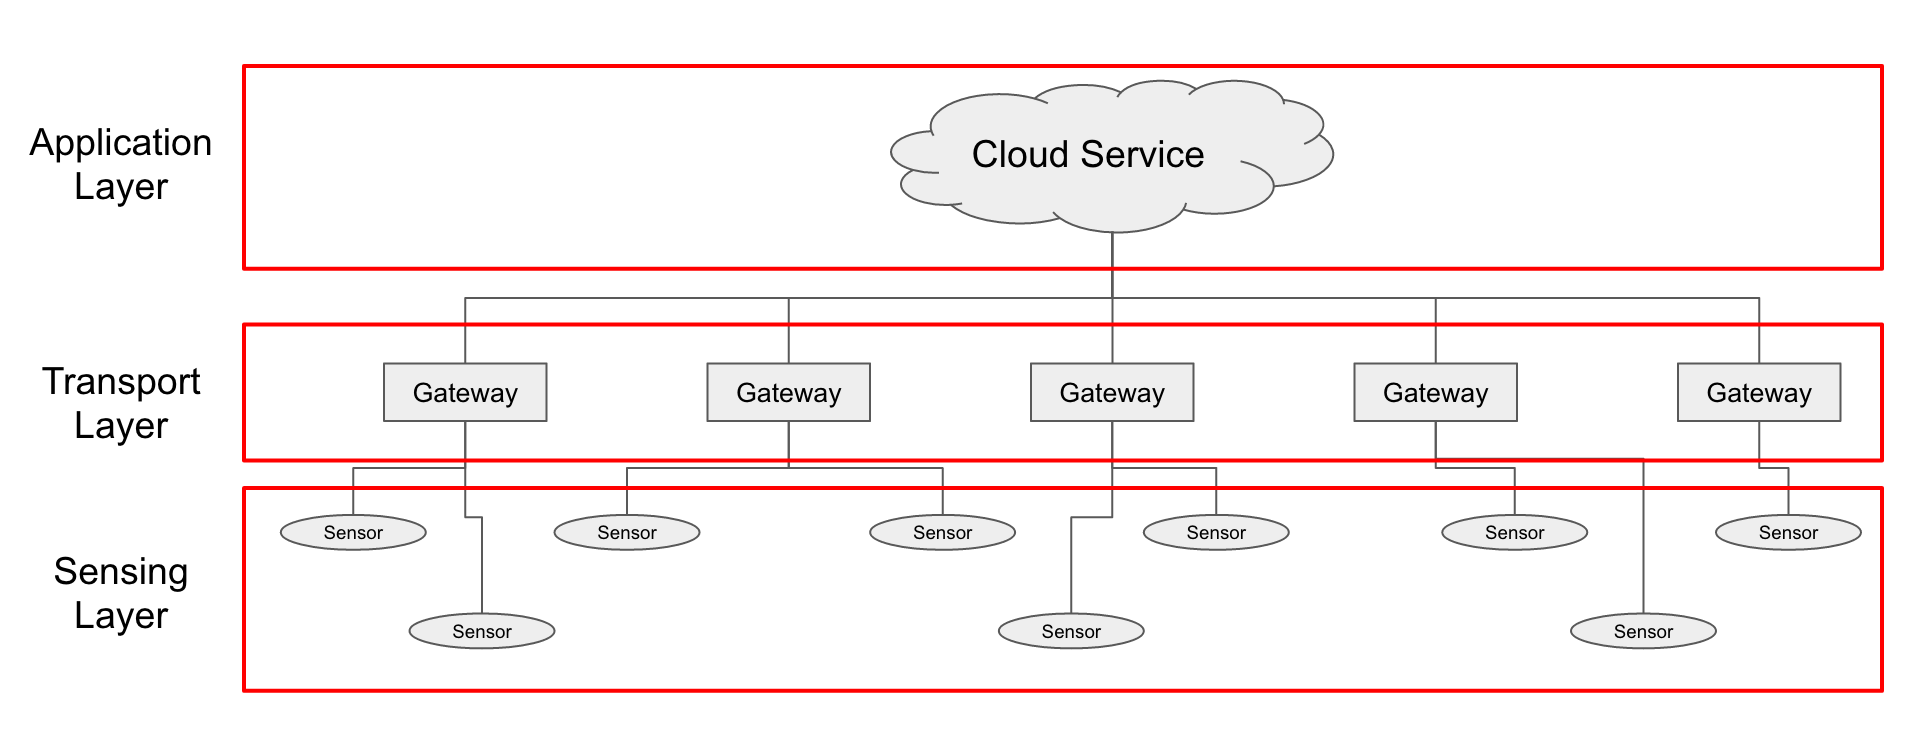 Application
Layer
Cloud Service
Transport
Layer
Gateway
Gateway
Gateway
Gateway
Gateway
Sensing
Layer
Sensor
Sensor
Sensor
Sensor
Sensor
Sensor
Sensor
Sensor
Sensor